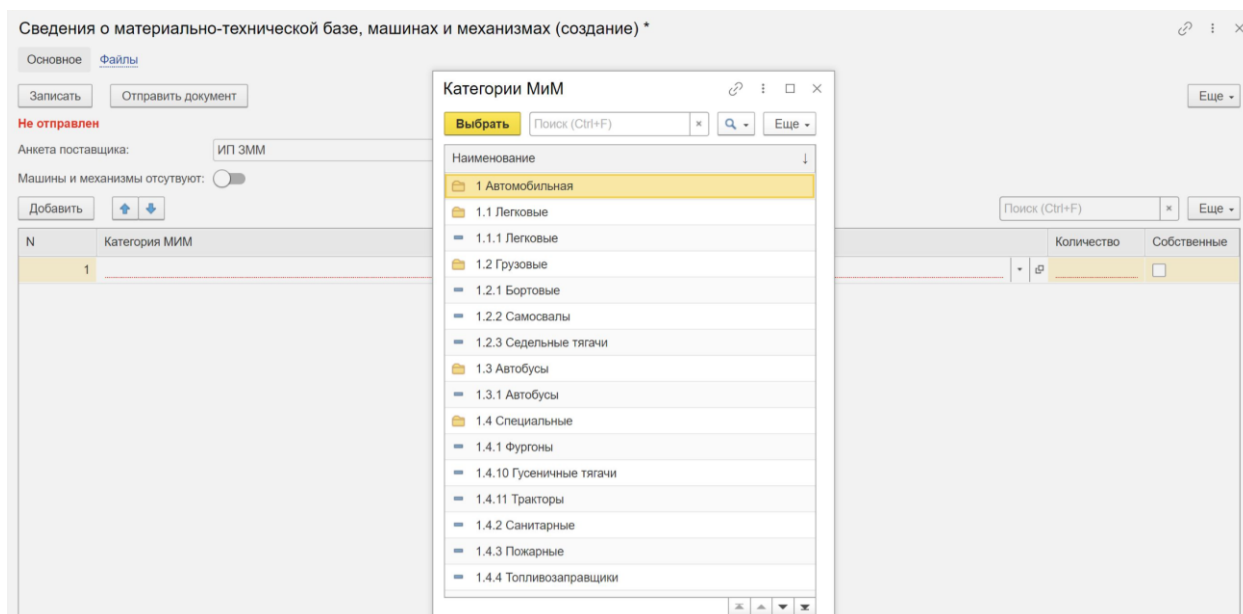 Сведения о материально-технической базе, машинах и механизмах (создание) *
Основное Файлы
Записать Отправить документ Еще
Не отправлен
Анкета поставщика: ИП ЗММ
Машины и механизмы отсутвуют:
Добавить Поиск (Ctrl+F) × Еще
N Категория МИМ Количество Собственные
1
Категории МиМ
Выбрать Поиск (Ctrl+F) × Еще
Наименование ↓
1 Автомобильная
1.1 Легковые
1.1.1 Легковые
1.2 Грузовые
1.2.1 Бортовые
1.2.2 Самосвалы
1.2.3 Седельные тягачи
1.3 Автобусы
1.3.1 Автобусы
1.4 Специальные
1.4.1 Фургоны
1.4.10 Гусеничные тягачи
1.4.11 Тракторы
1.4.2 Санитарные
1.4.3 Пожарные
1.4.4 Топливозаправщики